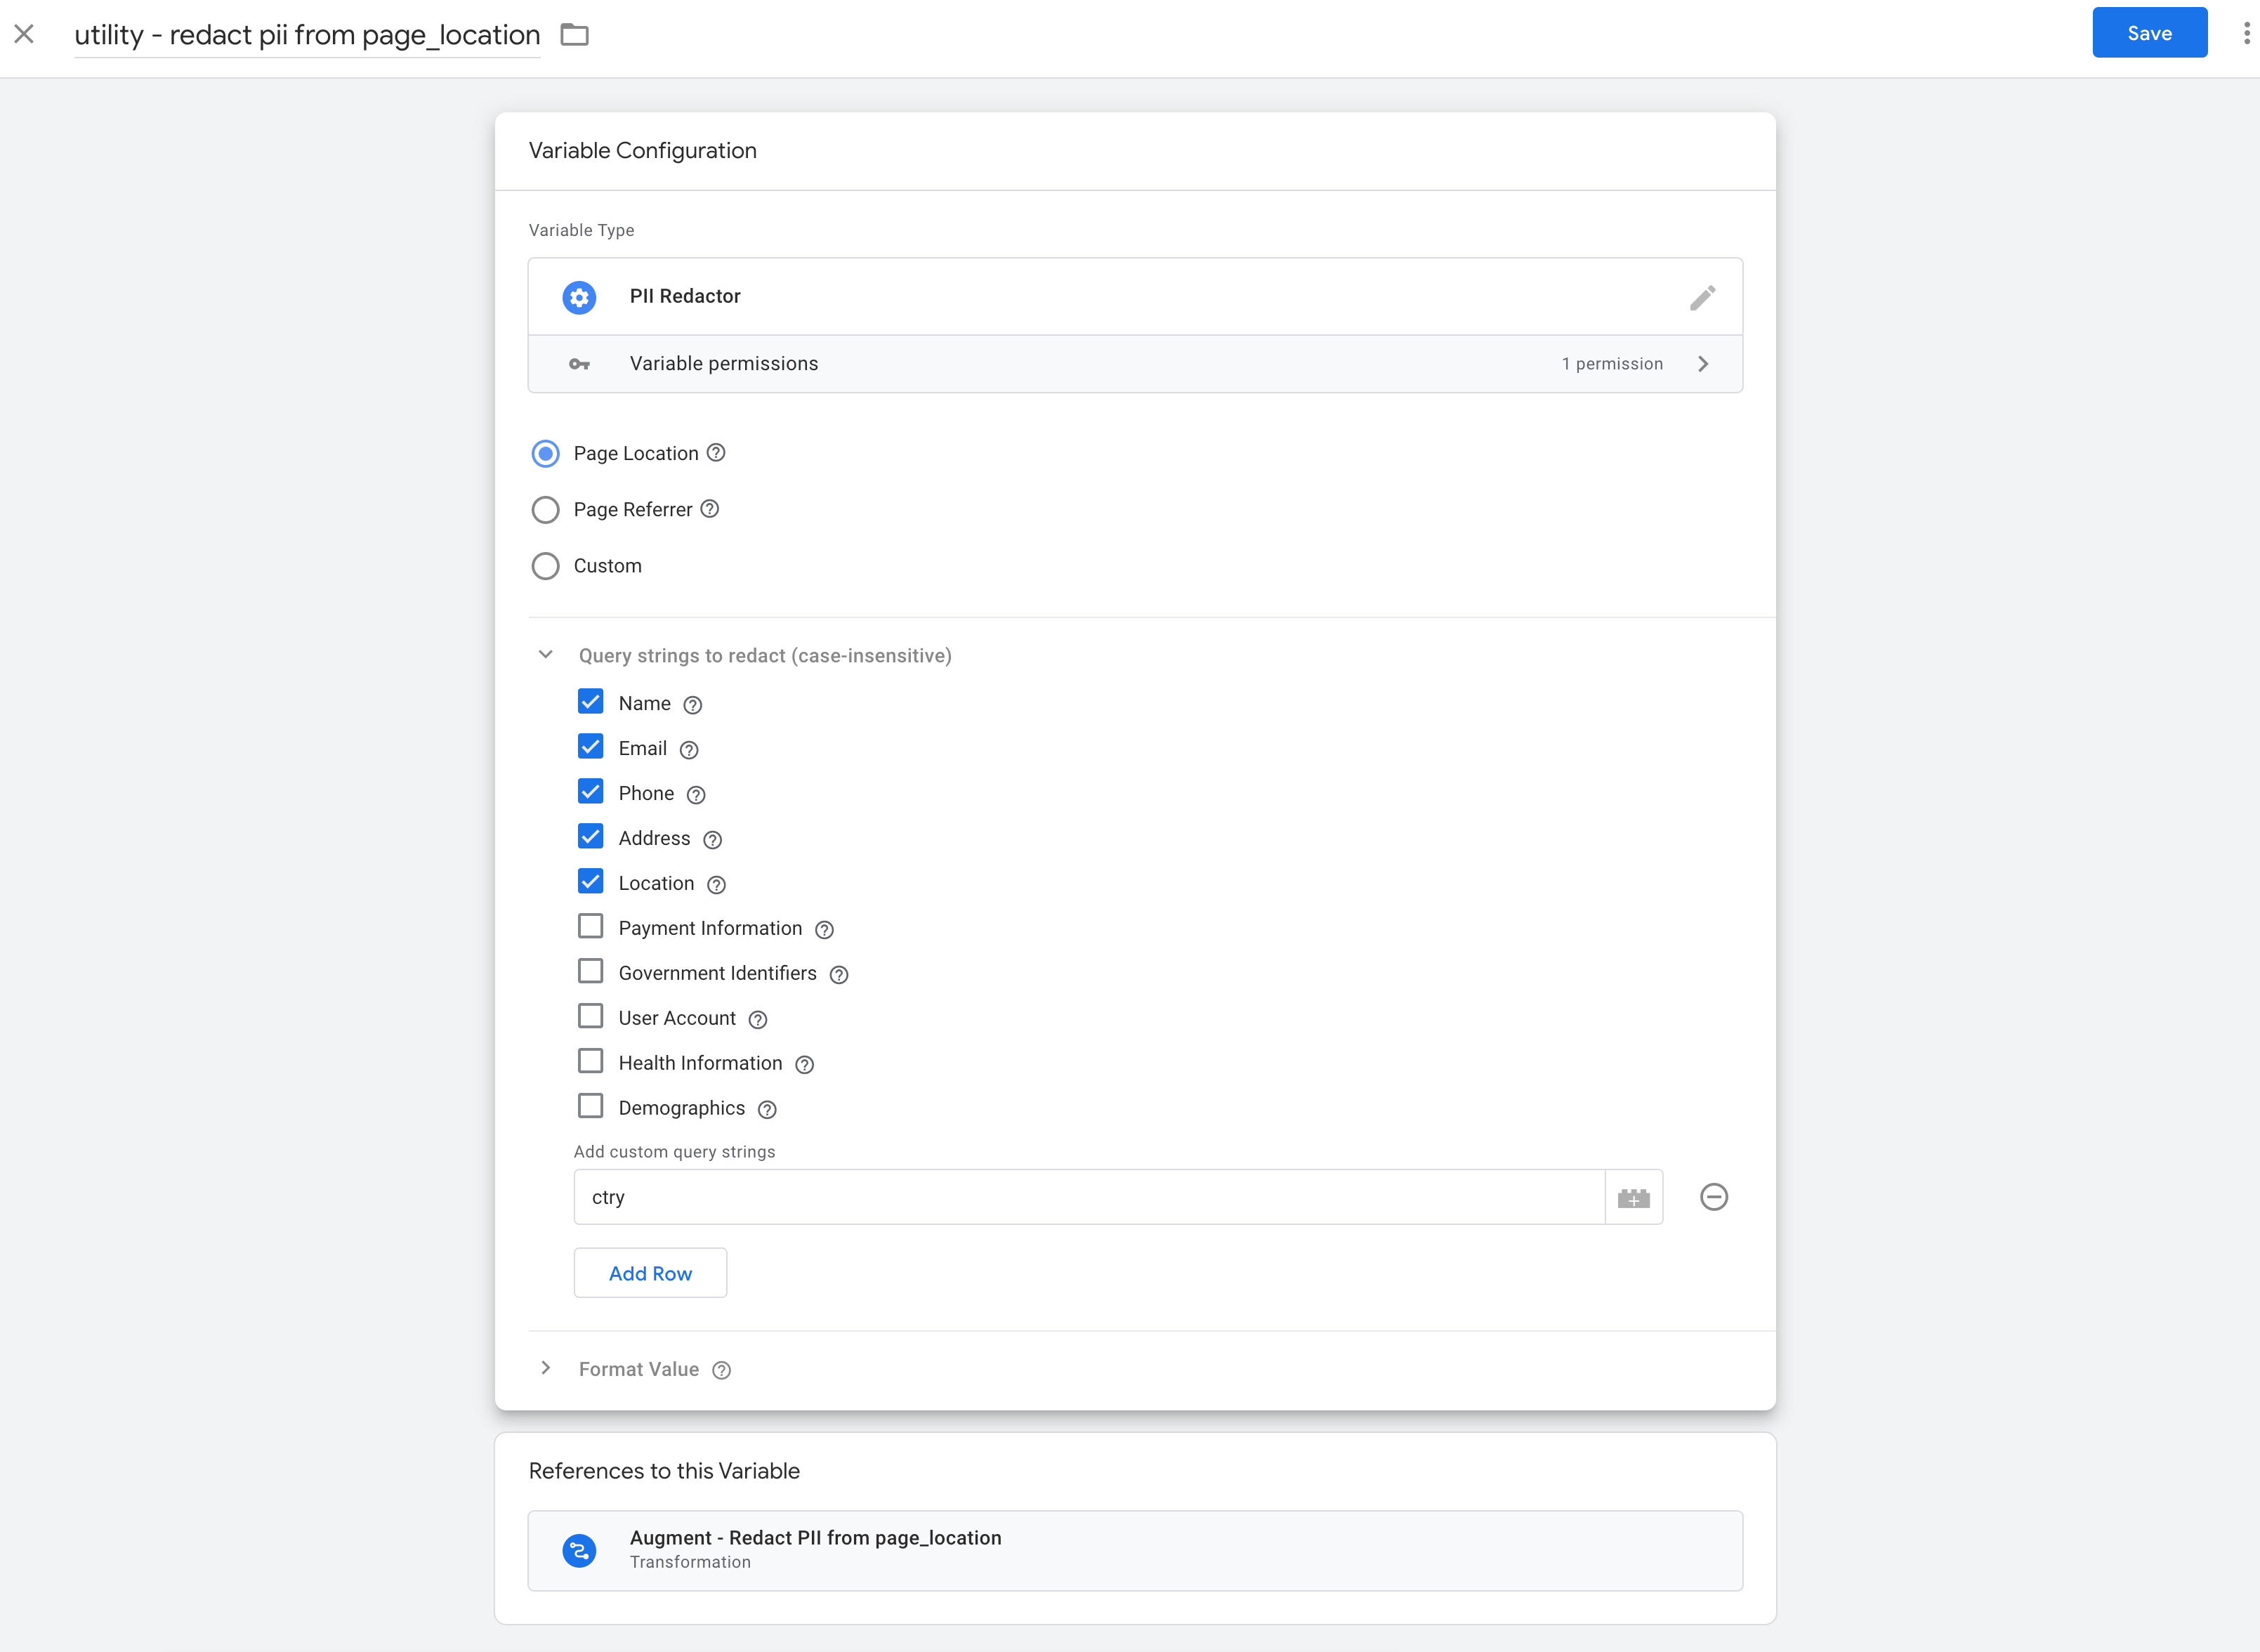 utility - redact pii from page_location
Save
Variable Configuration
Variable Type
PII Redactor
Variable permissions
1 permission
Page Location
Page Referrer
Custom
Query strings to redact (case-insensitive)
Name
Email
Phone
Address
Location
Payment Information
Government Identifiers
User Account
Health Information
Demographics
Add custom query strings
ctry
Add Row
Format Value
References to this Variable
Augment - Redact PII from page_location
Transformation